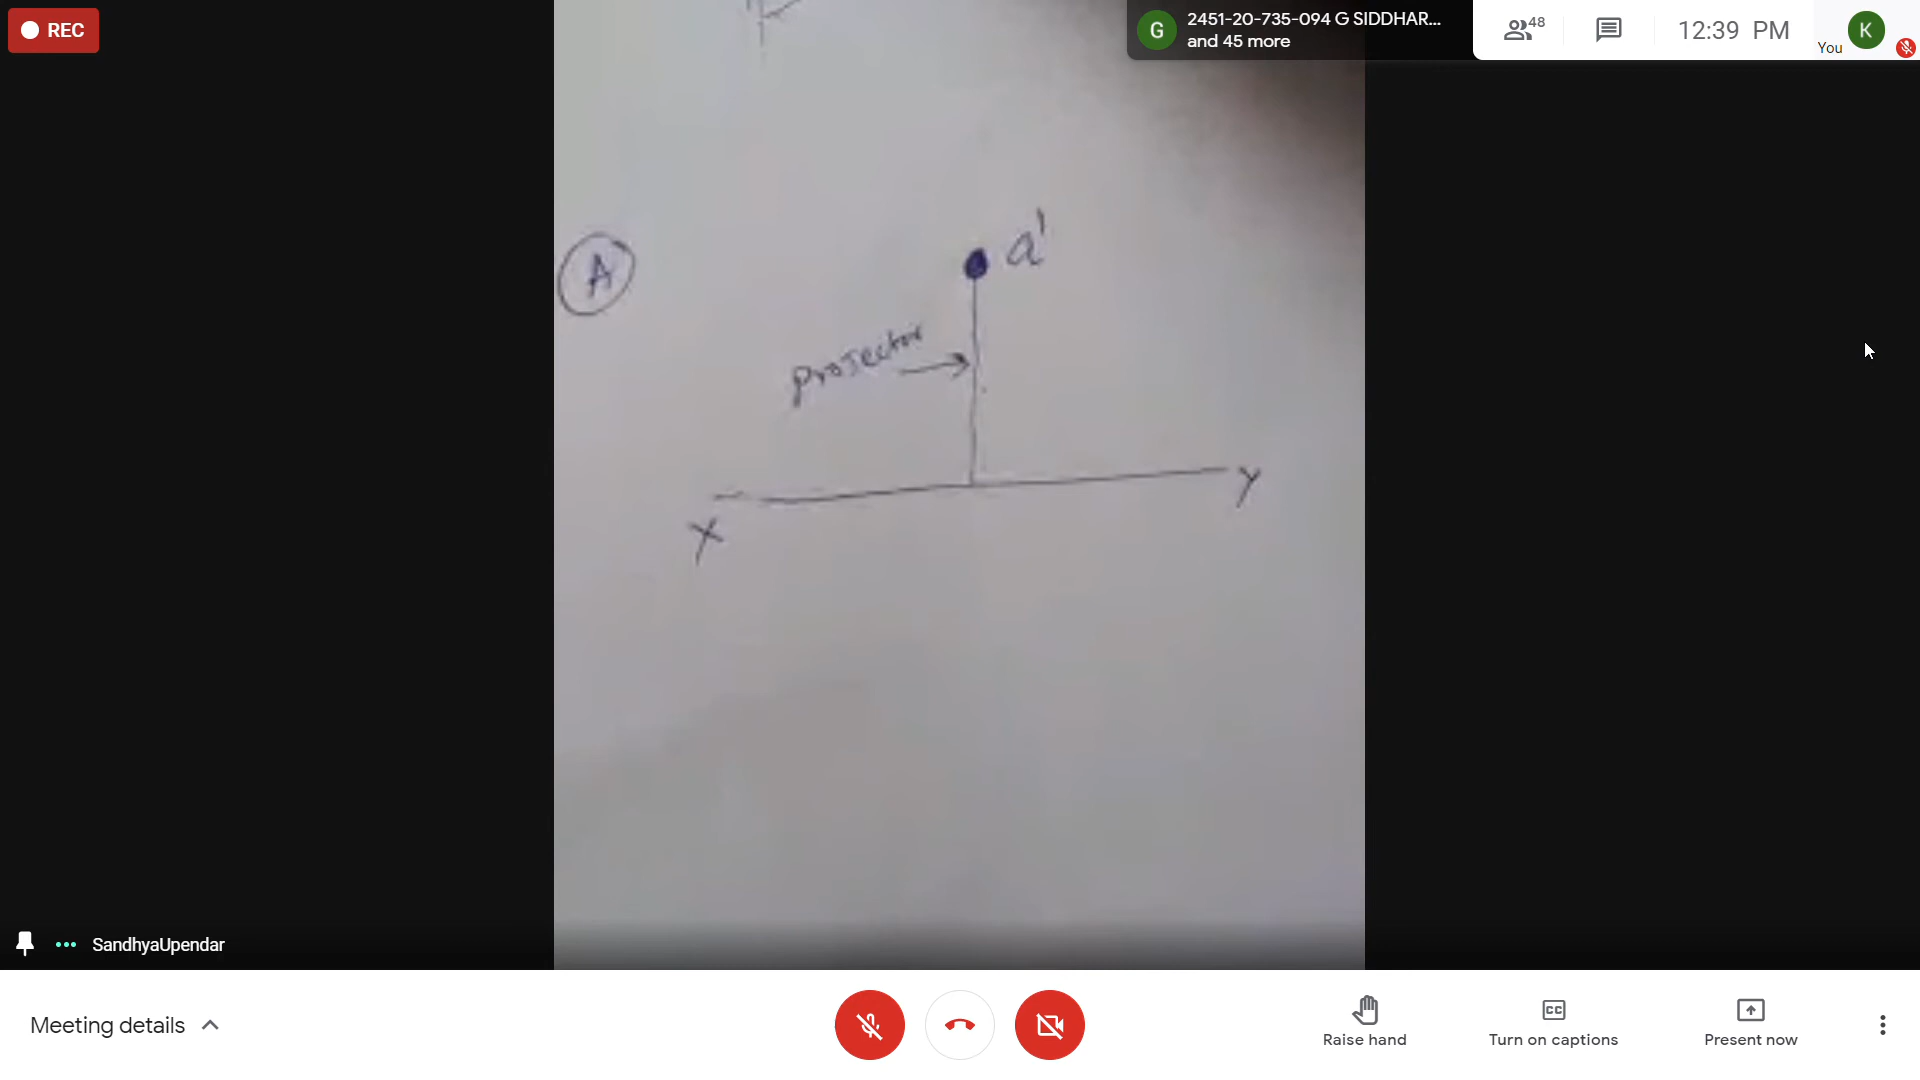 REC
2451-20-735-094 G SIDDHAR...
and 45 more
G
48
12:39 PM
You
K
A
a'
projector
X
Y
SandhyaUpendar
Meeting details
Raise hand
CC
Turn on captions
Present now